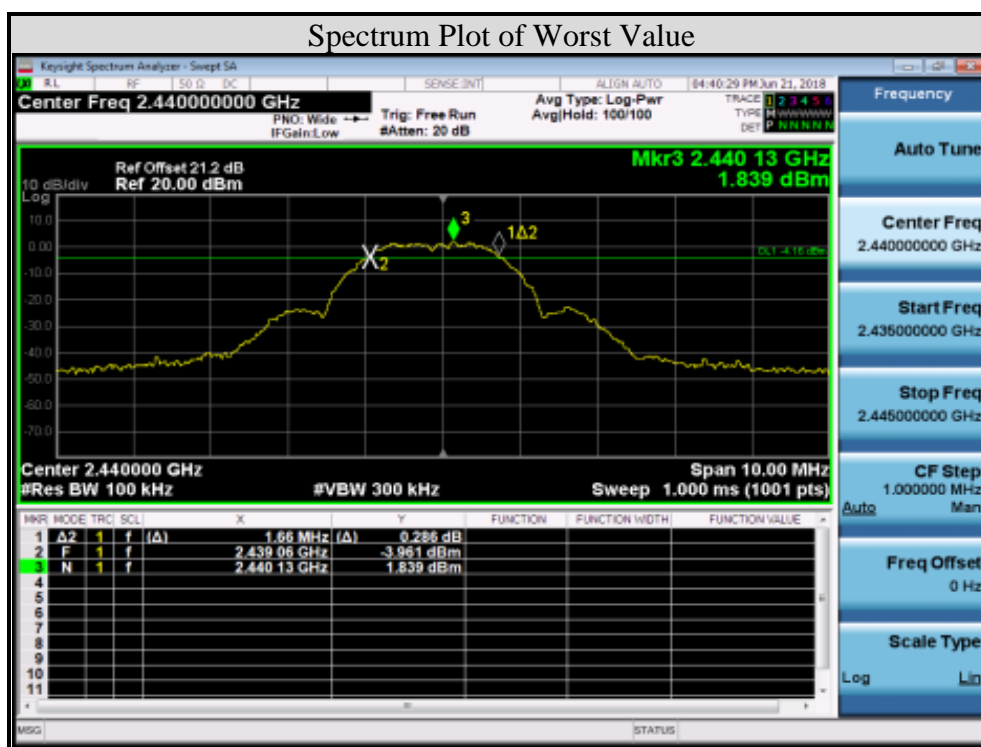 Spectrum Plot of Worst Value
Keysight Spectrum Analyzer - Swept SA
RL RF 50 Ω DC SENSE:INT ALIGN AUTO 04:40:29 PM Jun 21, 2018
Center Freq 2.440000000 GHz
PNO: Wide
IFGain:Low
Trig: Free Run
#Atten: 20 dB
Avg Type: Log-Pwr
Avg|Hold: 100/100
TRACE 1 2 3 4 5 6
TYPE M WWWWW
DET P N N N N N
Ref Offset 21.2 dB
Ref 20.00 dBm
10 dB/div
Log
Mkr3 2.440 13 GHz
1.839 dBm
10.0
0.00
-10.0
-20.0
-30.0
-40.0
-50.0
-60.0
-70.0
3
1Δ2
2
DL1 -4.16 dBm
Center 2.440000 GHz
#Res BW 100 kHz
#VBW 300 kHz
Span 10.00 MHz
Sweep 1.000 ms (1001 pts)
MKR MODE TRC SCL X Y FUNCTION FUNCTION WIDTH FUNCTION VALUE
1 Δ2 1 f (Δ) 1.66 MHz (Δ) 0.286 dB
2 F 1 f 2.439 06 GHz -3.961 dBm
3 N 1 f 2.440 13 GHz 1.839 dBm
4
5
6
7
8
9
10
11
MSG STATUS
Frequency
Auto Tune
Center Freq
2.440000000 GHz
Start Freq
2.435000000 GHz
Stop Freq
2.445000000 GHz
CF Step
1.000000 MHz
Auto Man
Freq Offset
0 Hz
Scale Type
Log Lin